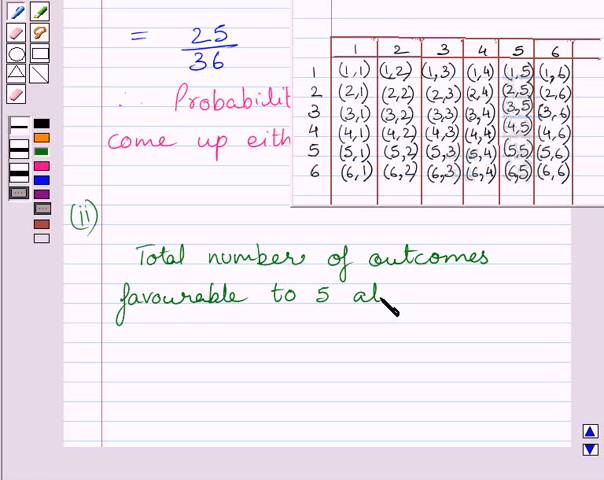 = 25/36
∴ Probabilit
come up eith
1 2 3 4 5 6
1 (1,1) (1,2) (1,3) (1,4) (1,5) (1,6)
2 (2,1) (2,2) (2,3) (2,4) (2,5) (2,6)
3 (3,1) (3,2) (3,3) (3,4) (3,5) (3,6)
4 (4,1) (4,2) (4,3) (4,4) (4,5) (4,6)
5 (5,1) (5,2) (5,3) (5,4) (5,5) (5,6)
6 (6,1) (6,2) (6,3) (6,4) (6,5) (6,6)
(ii)
Total number of outcomes
favourable to 5 al